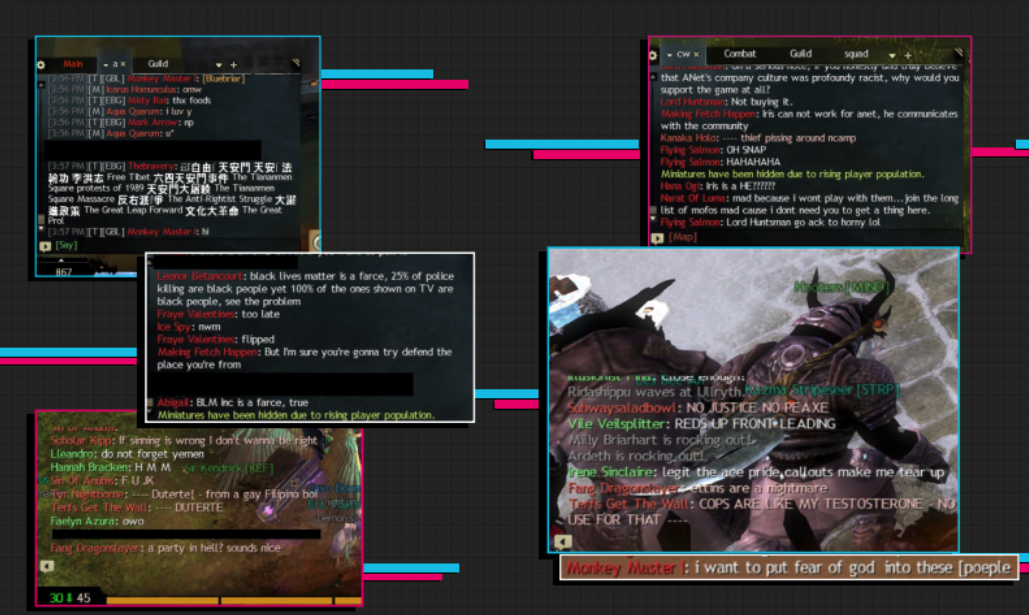 Main a × Guild
[3:56 PM][T][GBL] Monkey Master I: [Bluebriar]
[3:56 PM][M] Icarus Homunculus: omw
[3:56 PM][T][EBG] Misty Rai: thx foods
[3:56 PM][M] Aqua Quarum: i luv y
[3:56 PM][T][EBG] Mark Arrow: np
[3:56 PM][M] Aqua Quarum: u*
[3:57 PM][T][EBG] Thebravery: 自由 天安門 天安 法
輪功 李洪志 Free Tibet 六四天安門事件 The Tiananmen
Square protests of 1989 天安門大屠殺 The Tiananmen
Square Massacre 反右派 爭 The Anti-Rightist Struggle 大躍
進政策 The Great Leap Forward 文化大革命 The Great
Prol
[3:57 PM][T][GBL] Monkey Master I: hi
[Say]
867
cw × Combat Guild squad
that ANet's company culture was profoundly racist, why would you
support the game at all?
Lord Huntsman: Not buying it.
Making Fetch Happen: Iris can not work for anet, he communicates
with the community
Kanaka Holo: ---- thief pissing around ncamp
Flying Salmon: OH SNAP
Flying Salmon: HAHAHAHA
Miniatures have been hidden due to rising player population.
Hana Ogi: Iris is a HE??????
Narat Of Luma: mad because i wont play with them...join the long
list of mofos mad cause i dont need you to get a thing here.
Flying Salmon: Lord Huntsman go ack to horny lol
[Map]
Leonor Betancourt: black lives matter is a farce, 25% of police
killing are black people yet 100% of the ones shown on TV are
black people, see the problem
Fraye Valentines: too late
Ice Spy: nwm
Fraye Valentines: flipped
Making Fetch Happen: But I'm sure you're gonna try defend the
place you're from
Abigail: BLM inc is a farce, true
Miniatures have been hidden due to rising player population.
Hooters [MIND]
Close enough!
Ridashippu waves at Ullryth.
Kazma Stripeseer [STRP]
Subwaysaladbowl: NO JUSTICE NO PEAXE
Vile Veilsplitter: REDS UP FRONT LEADING
Milly Briarhart is rocking out!
Ardeth is rocking out!
Irene Sinclaire: legit the ace pride callouts make me tear up
Fang Dragonslayer: ettins are a nightmare
Terfs Get The Wall: COPS ARE LIKE MY TESTOSTERONE - NO
USE FOR THAT ----
Monkey Master I: i want to put fear of god into these [poeple
Sin Of Anubis:
Scholar Kipp: If sinning is wrong I don't wanna be right
Lleandro: do not forget yemen
Hannah Bracken: H M M
Sir Kendrick [KEF]
Sin Of Anubis: F U JK
Tyr Nightborne: ---- Duterte! - from a gay Filipino boi
Terfs Get The Wall: ---- DUTERTE
Faelyn Azura: owo
Fang Dragonslayer: a party in hell? sounds nice
30 45